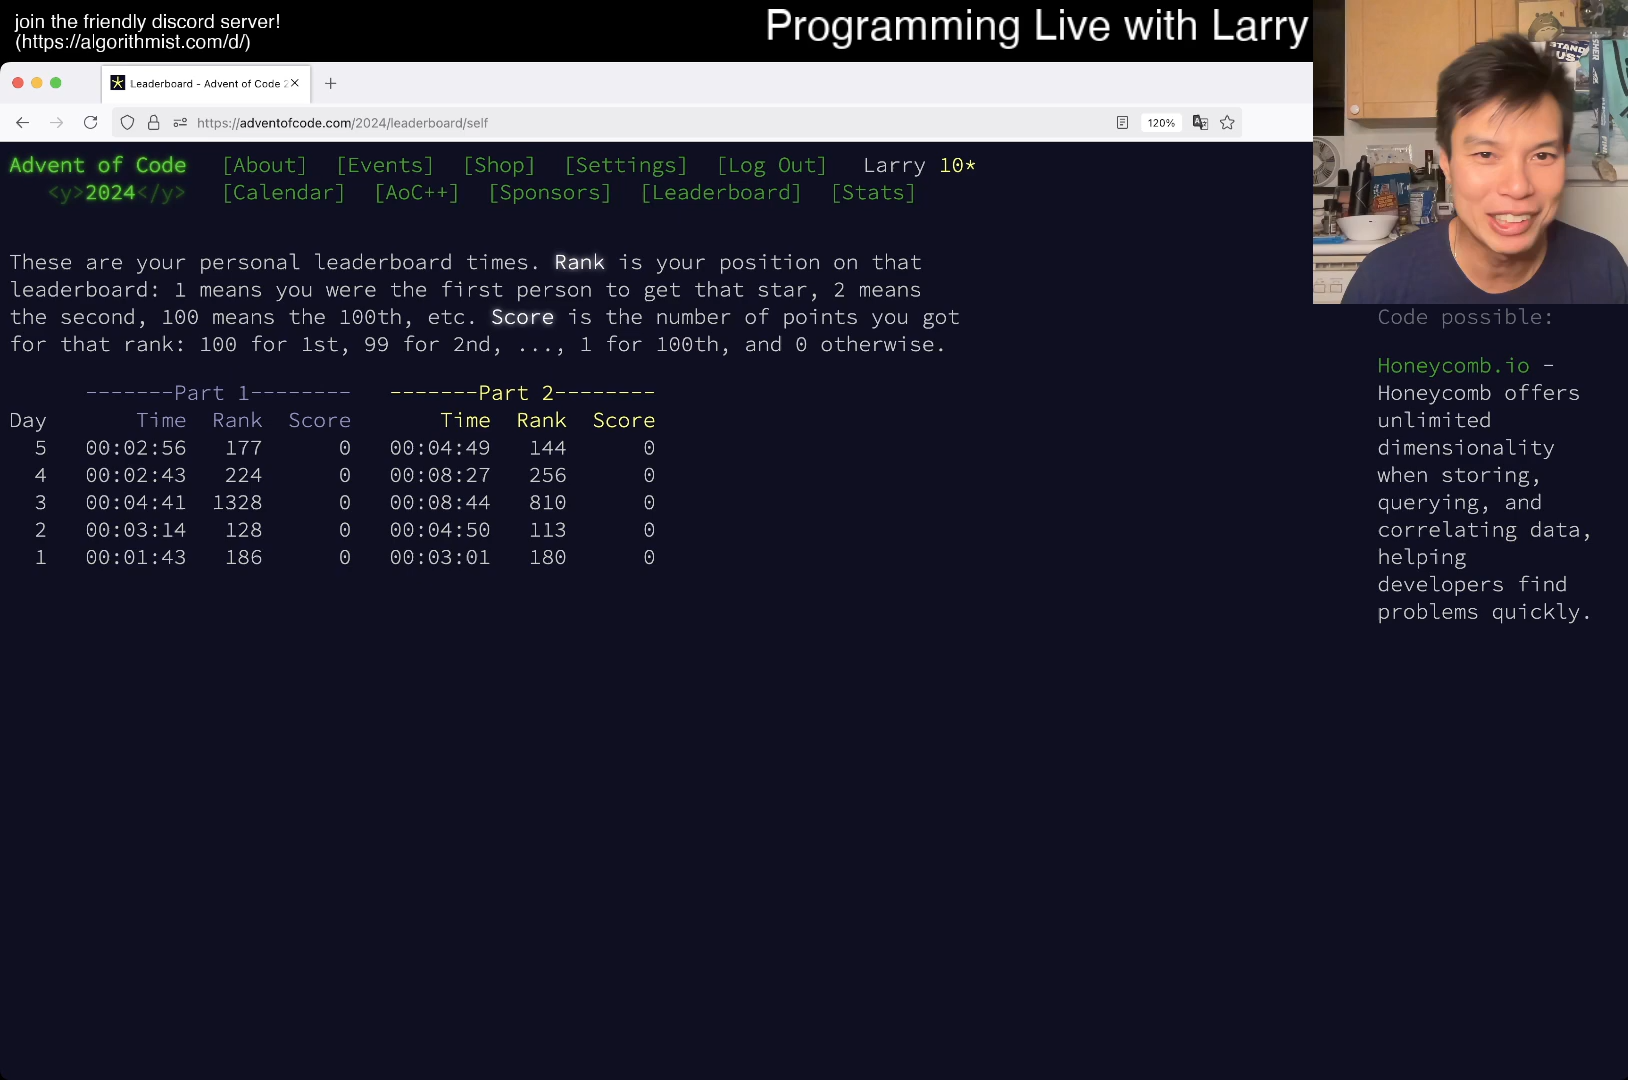 join the friendly discord server!
(https://algorithmist.com/d/)
Programming Live with Larry
STAND
US
Leaderboard - Advent of Code 2
https://adventofcode.com/2024/leaderboard/self
120%
Advent of Code [About] [Events] [Shop] [Settings] [Log Out] Larry 10*
<y>2024</y> [Calendar] [AoC++] [Sponsors] [Leaderboard] [Stats]
These are your personal leaderboard times. Rank is your position on that
leaderboard: 1 means you were the first person to get that star, 2 means
the second, 100 means the 100th, etc. Score is the number of points you got
for that rank: 100 for 1st, 99 for 2nd, ..., 1 for 100th, and 0 otherwise.
-------Part 1-------- -------Part 2--------
Day Time Rank Score Time Rank Score
5 00:02:56 177 0 00:04:49 144 0
4 00:02:43 224 0 00:08:27 256 0
3 00:04:41 1328 0 00:08:44 810 0
2 00:03:14 128 0 00:04:50 113 0
1 00:01:43 186 0 00:03:01 180 0
Code possible:
Honeycomb.io -
Honeycomb offers
unlimited
dimensionality
when storing,
querying, and
correlating data,
helping
developers find
problems quickly.